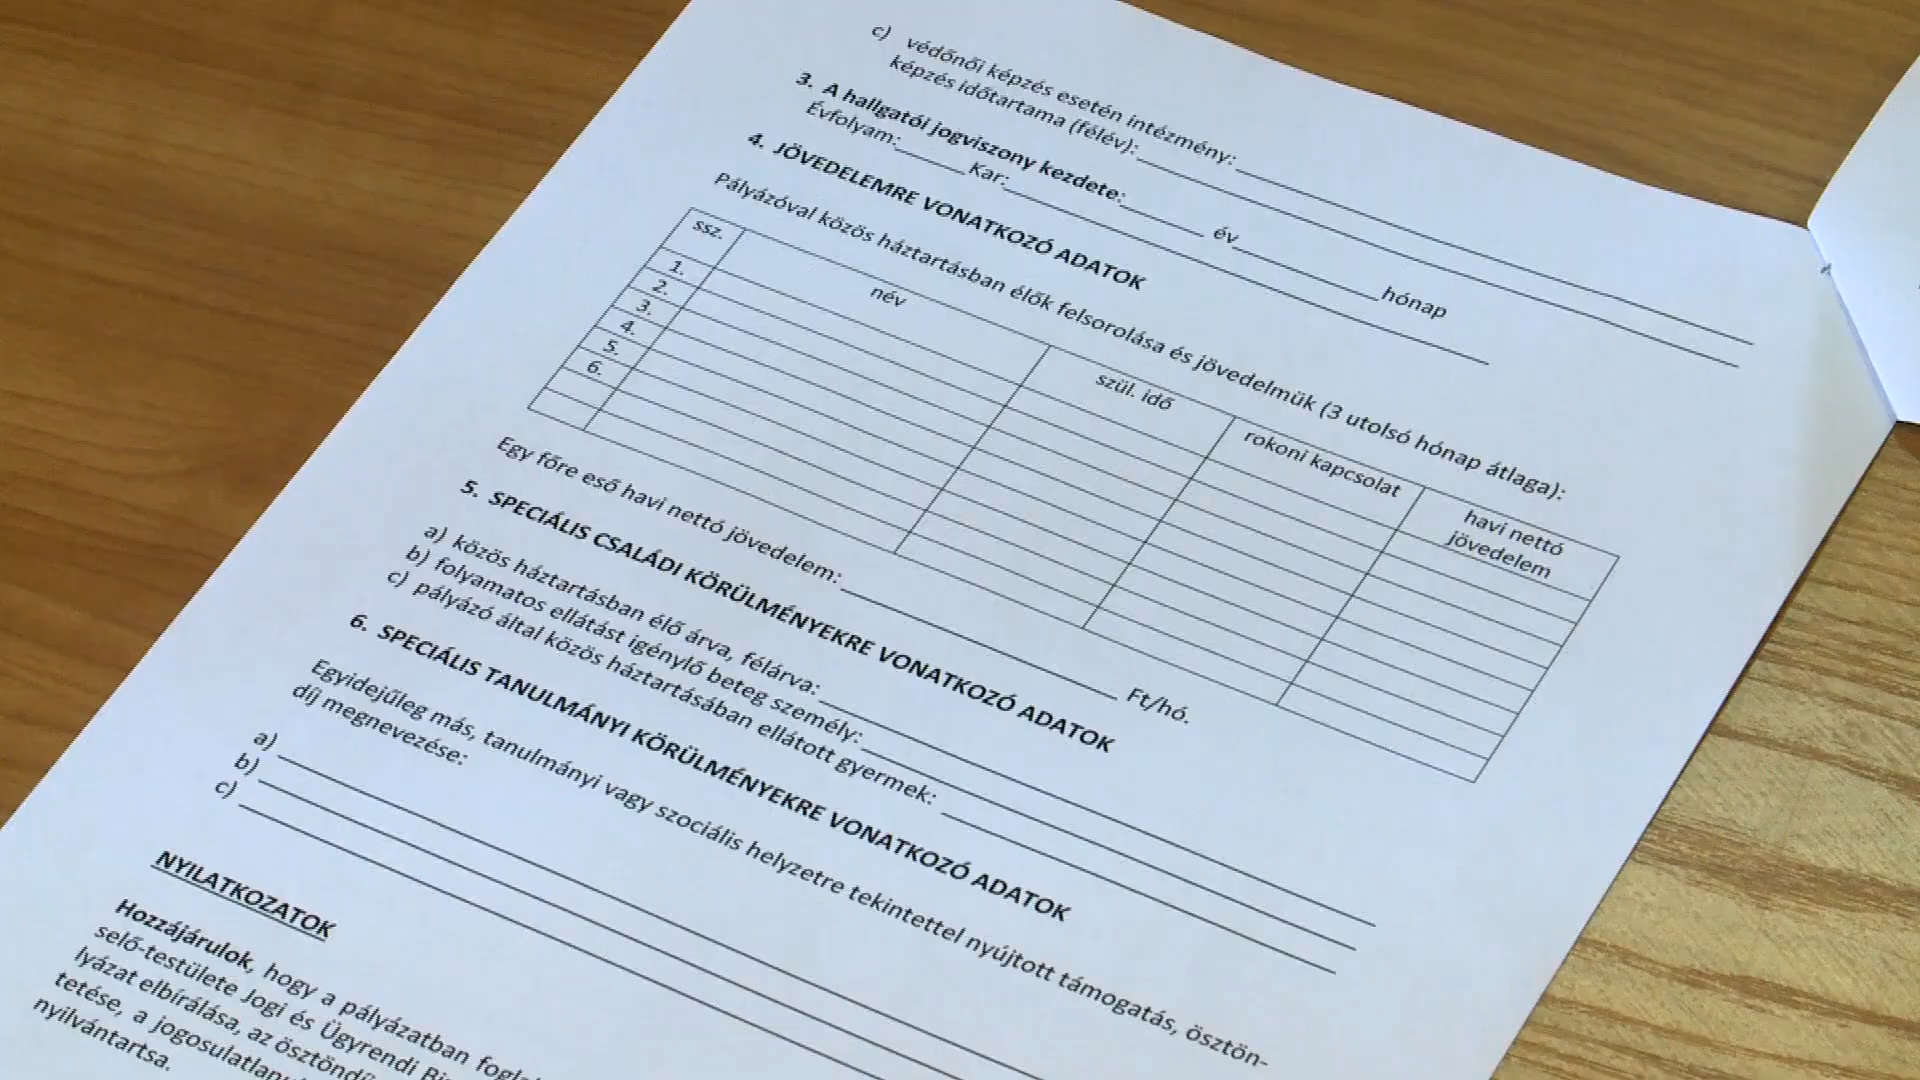 c) védőnői képzés esetén intézmény:
képzés időtartama (félév):
3. A hallgatói jogviszony kezdete: év hónap
Évfolyam: Kar:
4. JÖVEDELEMRE VONATKOZÓ ADATOK
Pályázóval közös háztartásban élők felsorolása és jövedelmük (3 utolsó hónap átlaga):
ssz. név szül. idő rokoni kapcsolat havi nettó
jövedelem
1.
2.
3.
4.
5.
6.
Egy főre eső havi nettó jövedelem: Ft/hó.
5. SPECIÁLIS CSALÁDI KÖRÜLMÉNYEKRE VONATKOZÓ ADATOK
a) közös háztartásban élő árva, félárva:
b) folyamatos ellátást igénylő beteg személy:
c) pályázó által közös háztartásában ellátott gyermek:
6. SPECIÁLIS TANULMÁNYI KÖRÜLMÉNYEKRE VONATKOZÓ ADATOK
Egyidejűleg más, tanulmányi vagy szociális helyzetre tekintettel nyújtott támogatás, ösztön-
díj megnevezése:
a)
b)
c)
NYILATKOZATOK
Hozzájárulok, hogy a pályázatban
selő-testülete Jogi és Ügyrendi
lyázat elbírálása, az
tetése, a
nyilvántartsa.